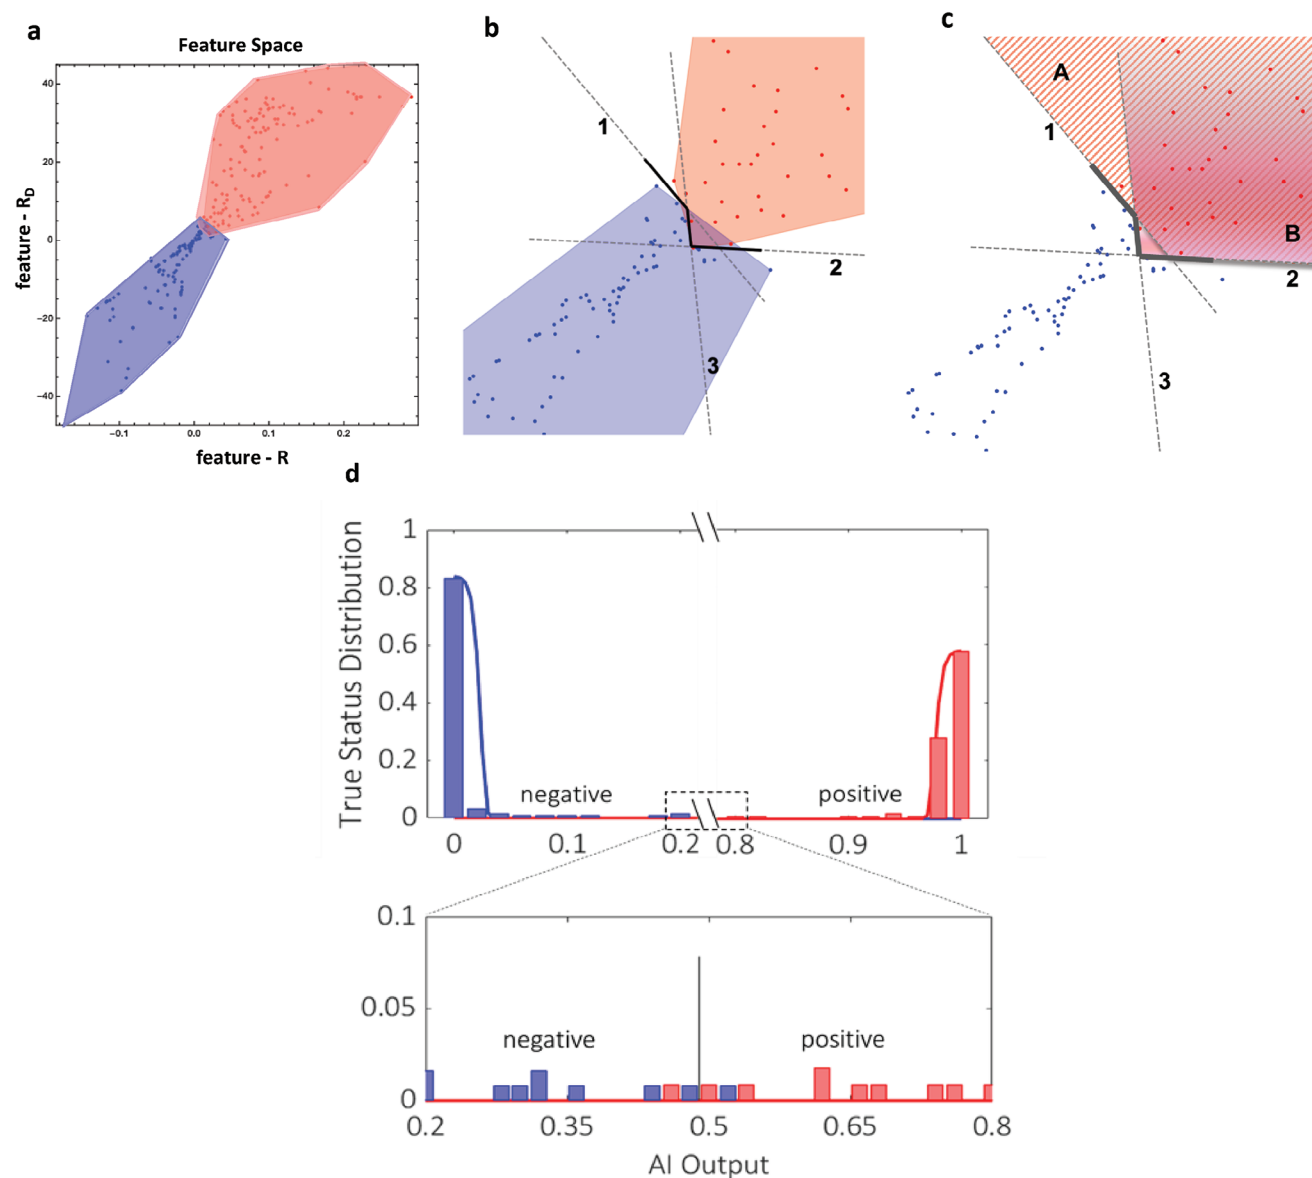 a
Feature Space
40
20
0
−20
−40
−0.1 0.0 0.1 0.2
feature - R_D
feature - R
b
1
2
3
c
A
1
B
2
3
d
True Status Distribution
1
0.8
0.6
0.4
0.2
0
negative positive
0 0.1 0.2 0.8 0.9 1
0.1
0.05
0
negative positive
0.2 0.35 0.5 0.65 0.8
AI Output